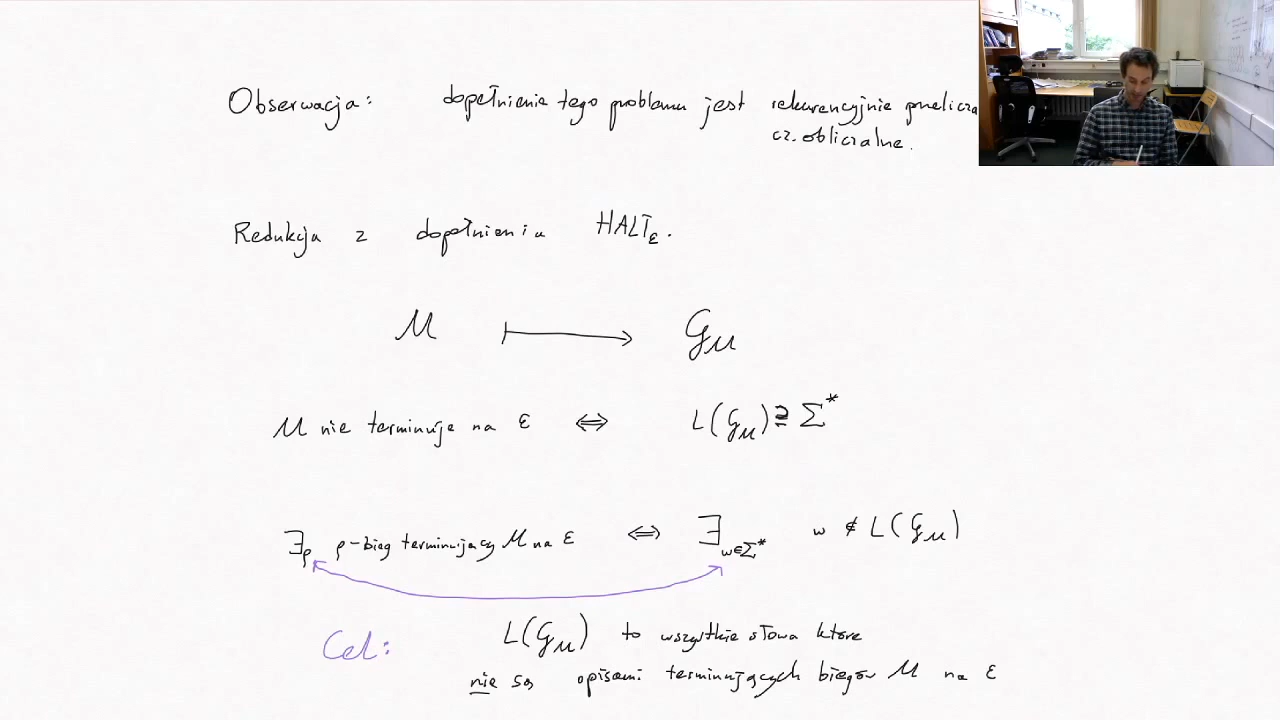 Obserwacja: dopełnienie tego problemu jest rekurencyjnie
cz. obliczalne.
Redukcja z dopełnienia HALT_ε.
M ⟼ G_M
M nie terminuje na ε ⇔ L(G_M) ⊇ Σ*
∃_ρ ρ-bieg terminujący M na ε ⇔ ∃_{w∈Σ*} w ∉ L(G_M)
Cel: L(G_M) to wszystkie słowa które
nie są opisami terminujących biegów M na ε